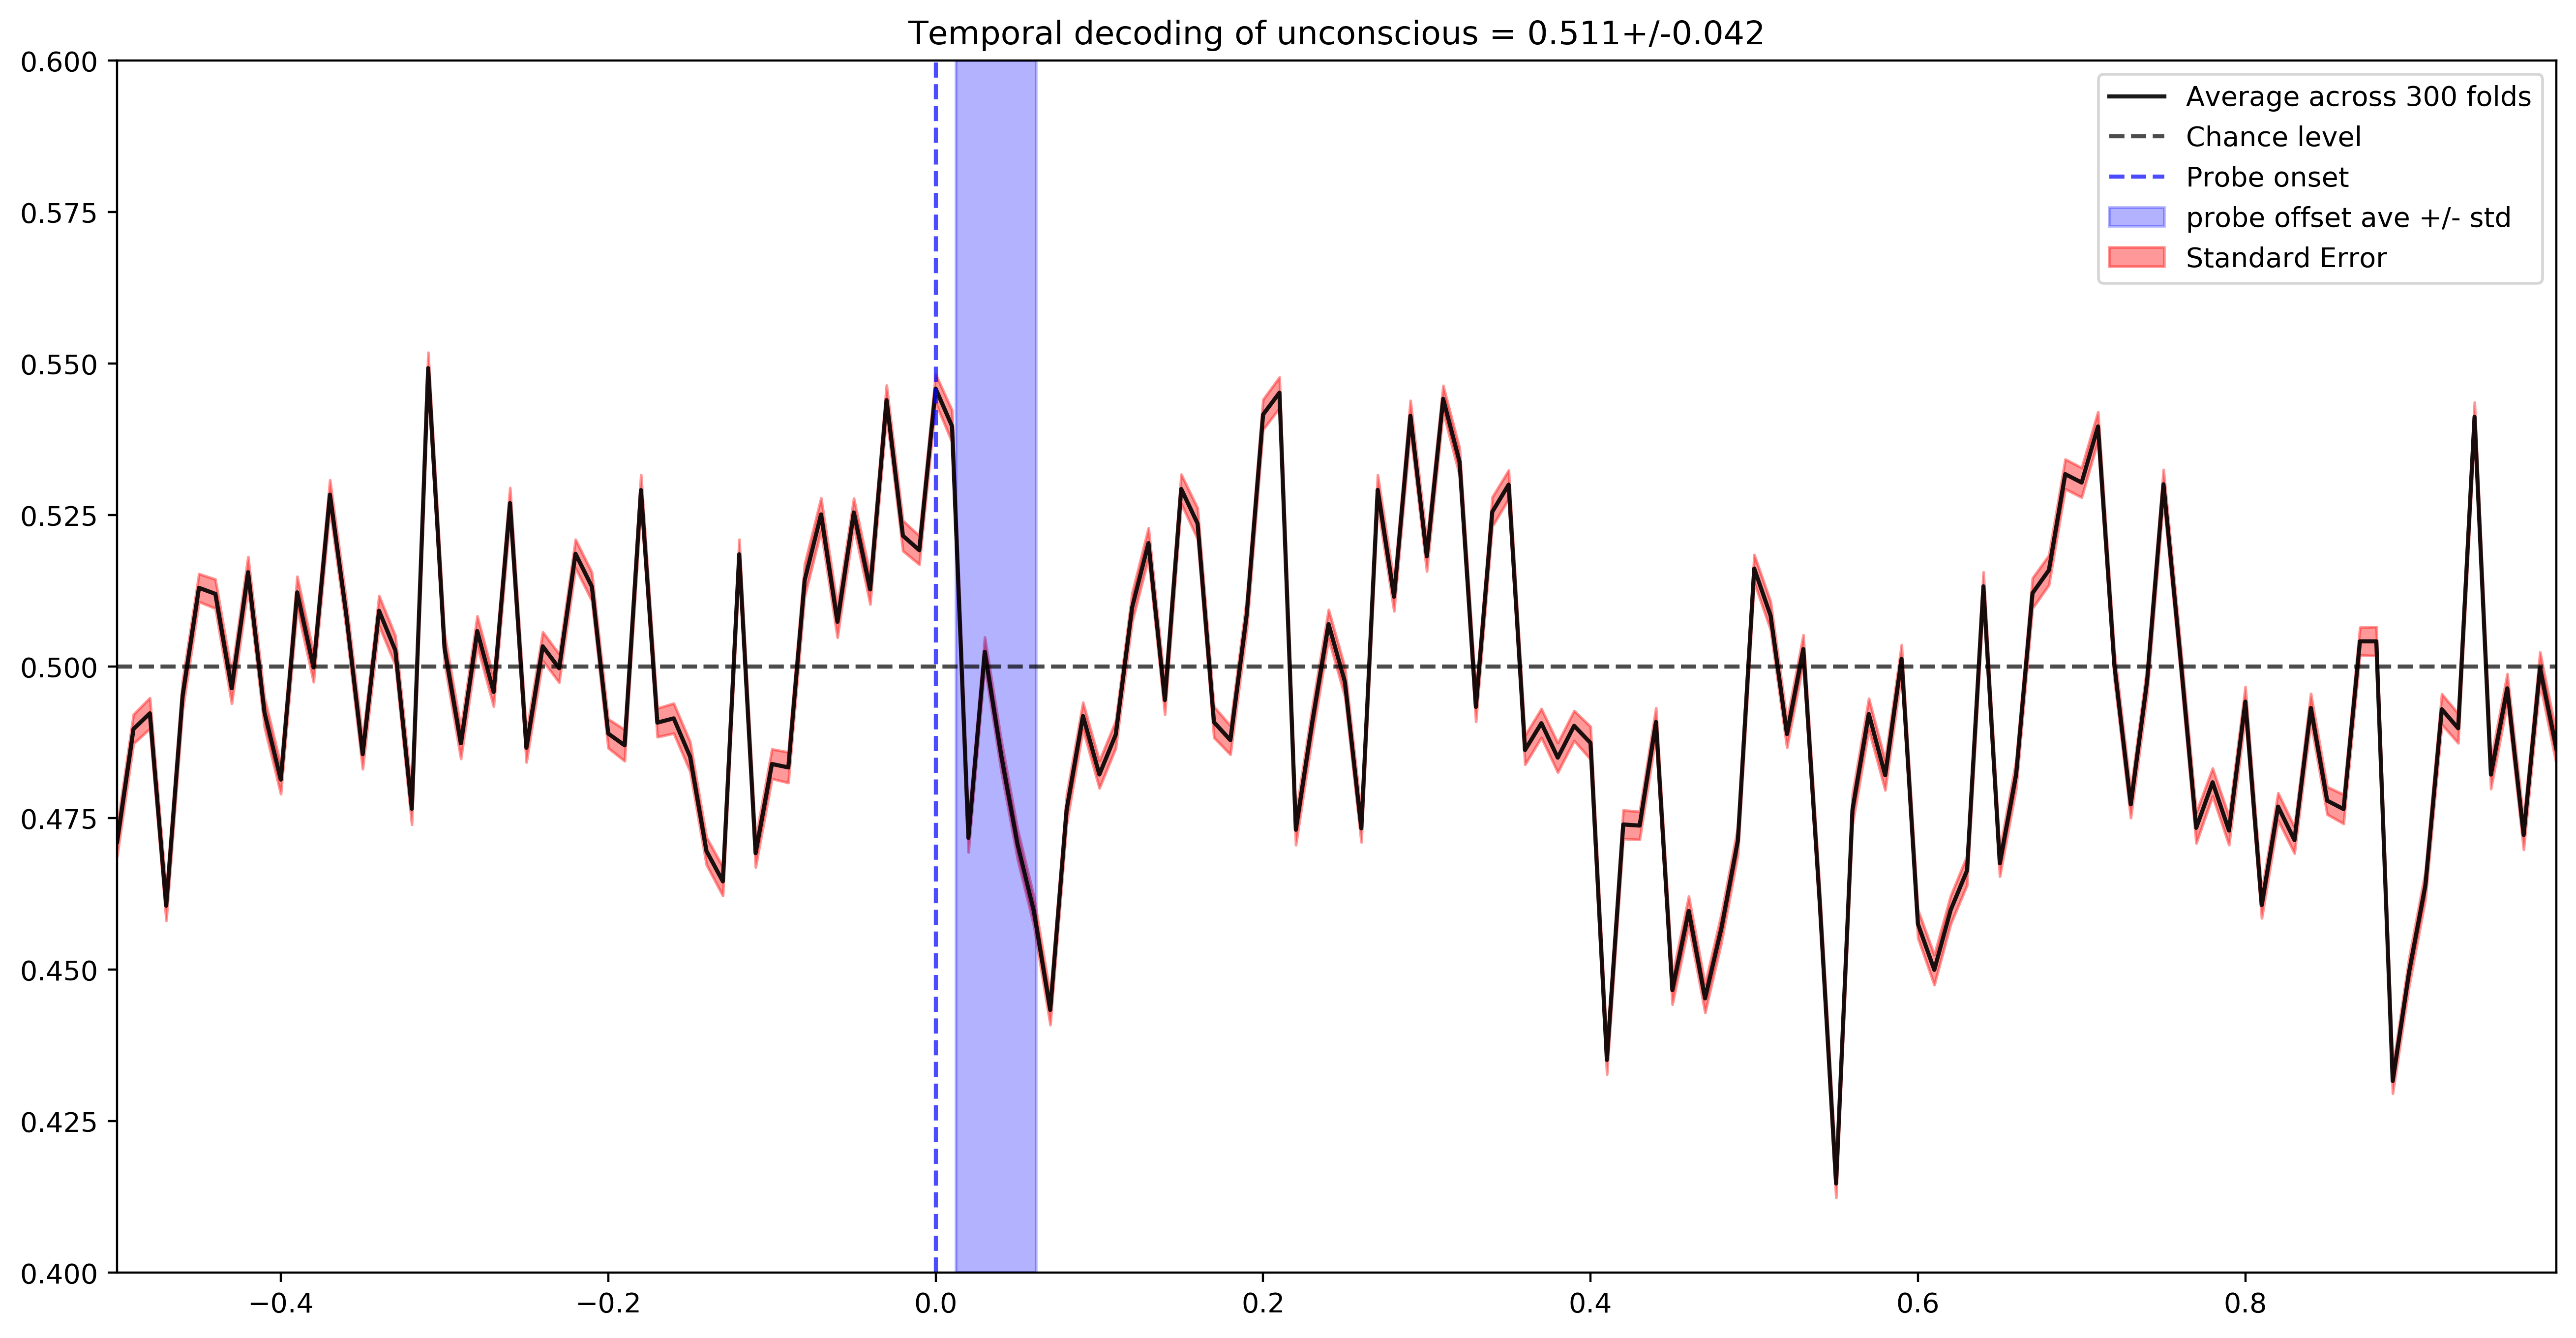 Temporal decoding of unconscious = 0.511+/-0.042
0.600
0.575
0.550
0.525
0.500
0.475
0.450
0.425
0.400
Average across 300 folds
Chance level
Probe onset
probe offset ave +/- std
Standard Error
−0.4
−0.2
0.0
0.2
0.4
0.6
0.8